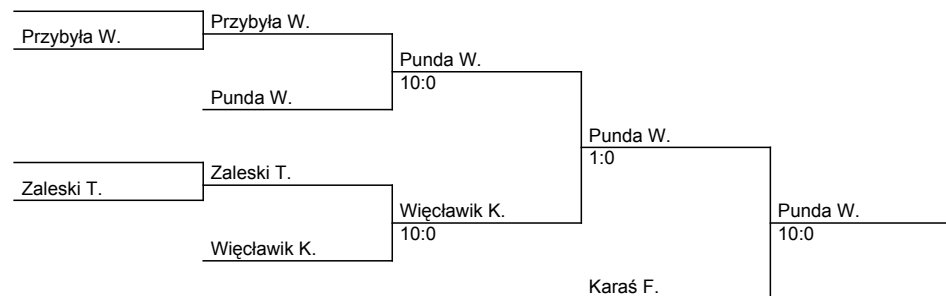 Przybyła W.
Przybyła W.
Punda W.
10:0
Punda W.
Punda W.
1:0
Zaleski T.
Zaleski T.
Więcławik K.
10:0
Punda W.
10:0
Więcławik K.
Karaś F.